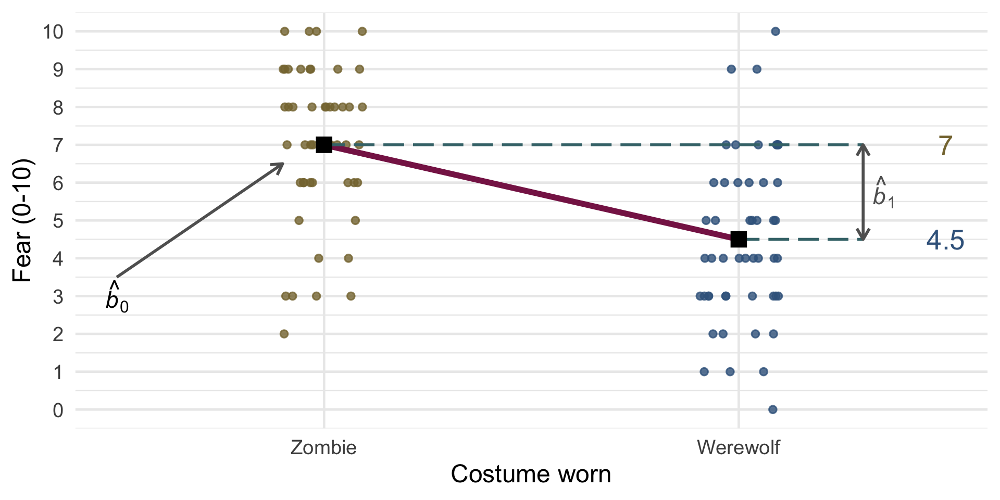 10
9
8
7
6
5
4
3
2
1
0
Fear (0-10)
b̂₀
b̂₁
7
4.5
Zombie
Werewolf
Costume worn